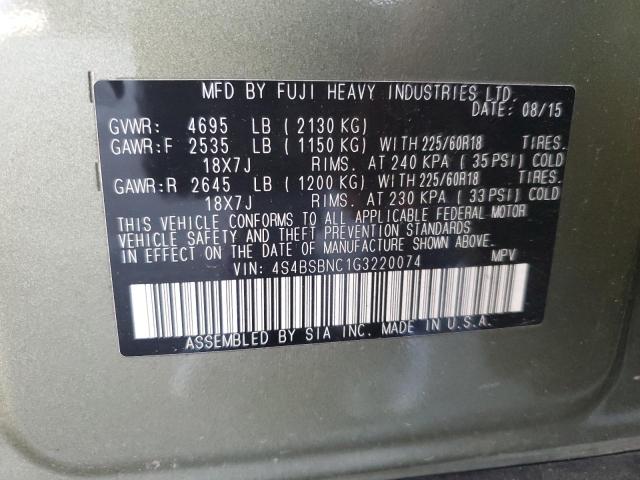 MFD BY FUJI HEAVY INDUSTRIES LTD.
DATE: 08/15
GVWR: 4695 LB ( 2130 KG)
GAWR:F 2535 LB ( 1150 KG) WITH 225/60R18 TIRES.
18X7J RIMS. AT 240 KPA ( 35 PSI) COLD
GAWR:R 2645 LB ( 1200 KG) WITH 225/60R18 TIRES.
18X7J RIMS. AT 230 KPA ( 33 PSI) COLD
THIS VEHICLE CONFORMS TO ALL APPLICABLE FEDERAL MOTOR
VEHICLE SAFETY AND THEFT PREVENTION STANDARDS
IN EFFECT ON THE DATE OF MANUFACTURE SHOWN ABOVE.
VIN: 4S4BSBNC1G3220074 MPV
ASSEMBLED BY SIA INC. MADE IN U.S.A.